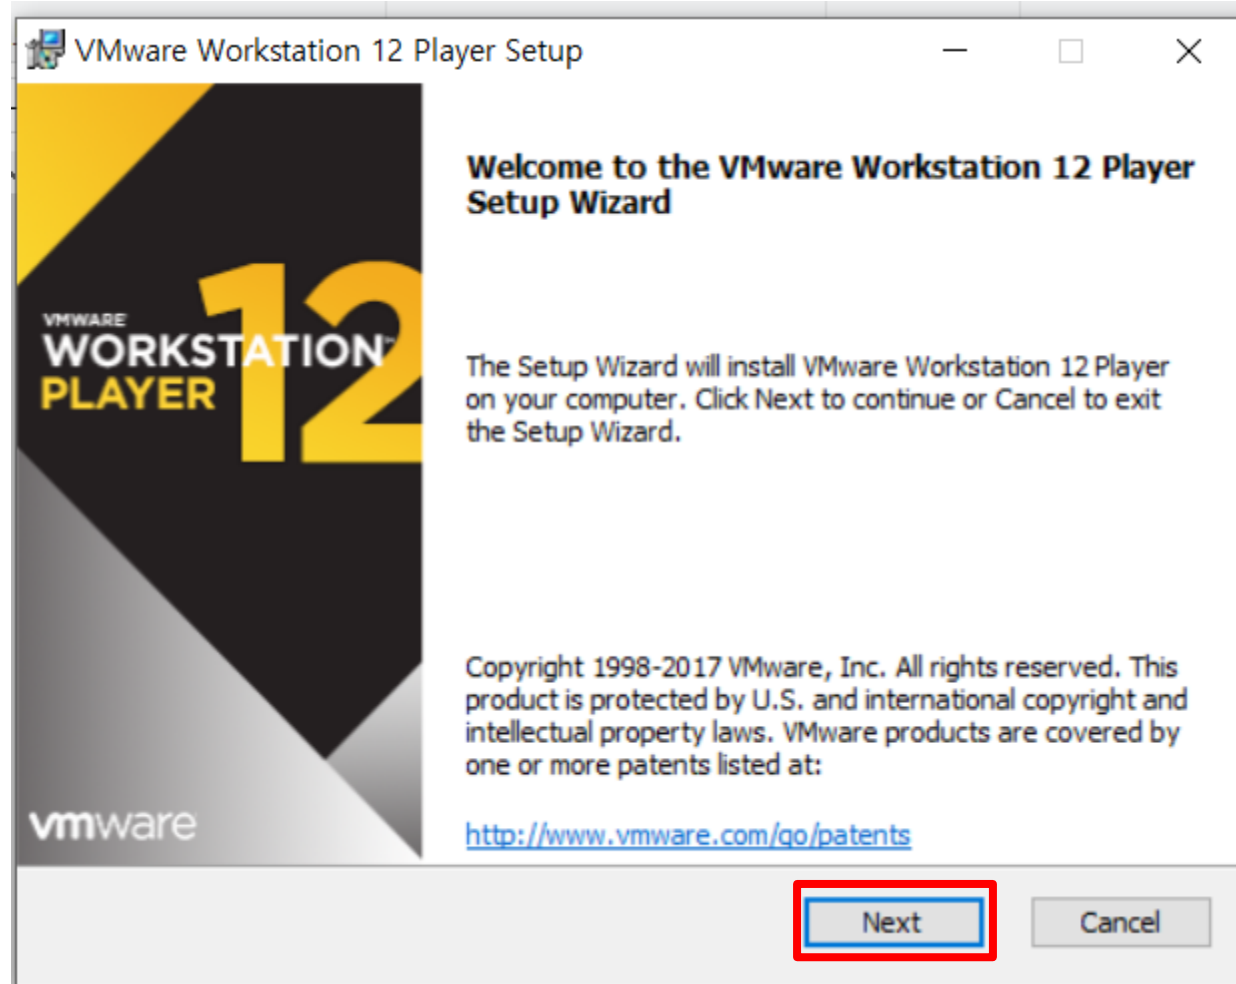 VMware Workstation 12 Player Setup
Welcome to the VMware Workstation 12 Player
Setup Wizard
VMWARE
WORKSTATION
PLAYER
12
The Setup Wizard will install VMware Workstation 12 Player
on your computer. Click Next to continue or Cancel to exit
the Setup Wizard.
Copyright 1998-2017 VMware, Inc. All rights reserved. This
product is protected by U.S. and international copyright and
intellectual property laws. VMware products are covered by
one or more patents listed at:
vmware
http://www.vmware.com/go/patents
Next
Cancel